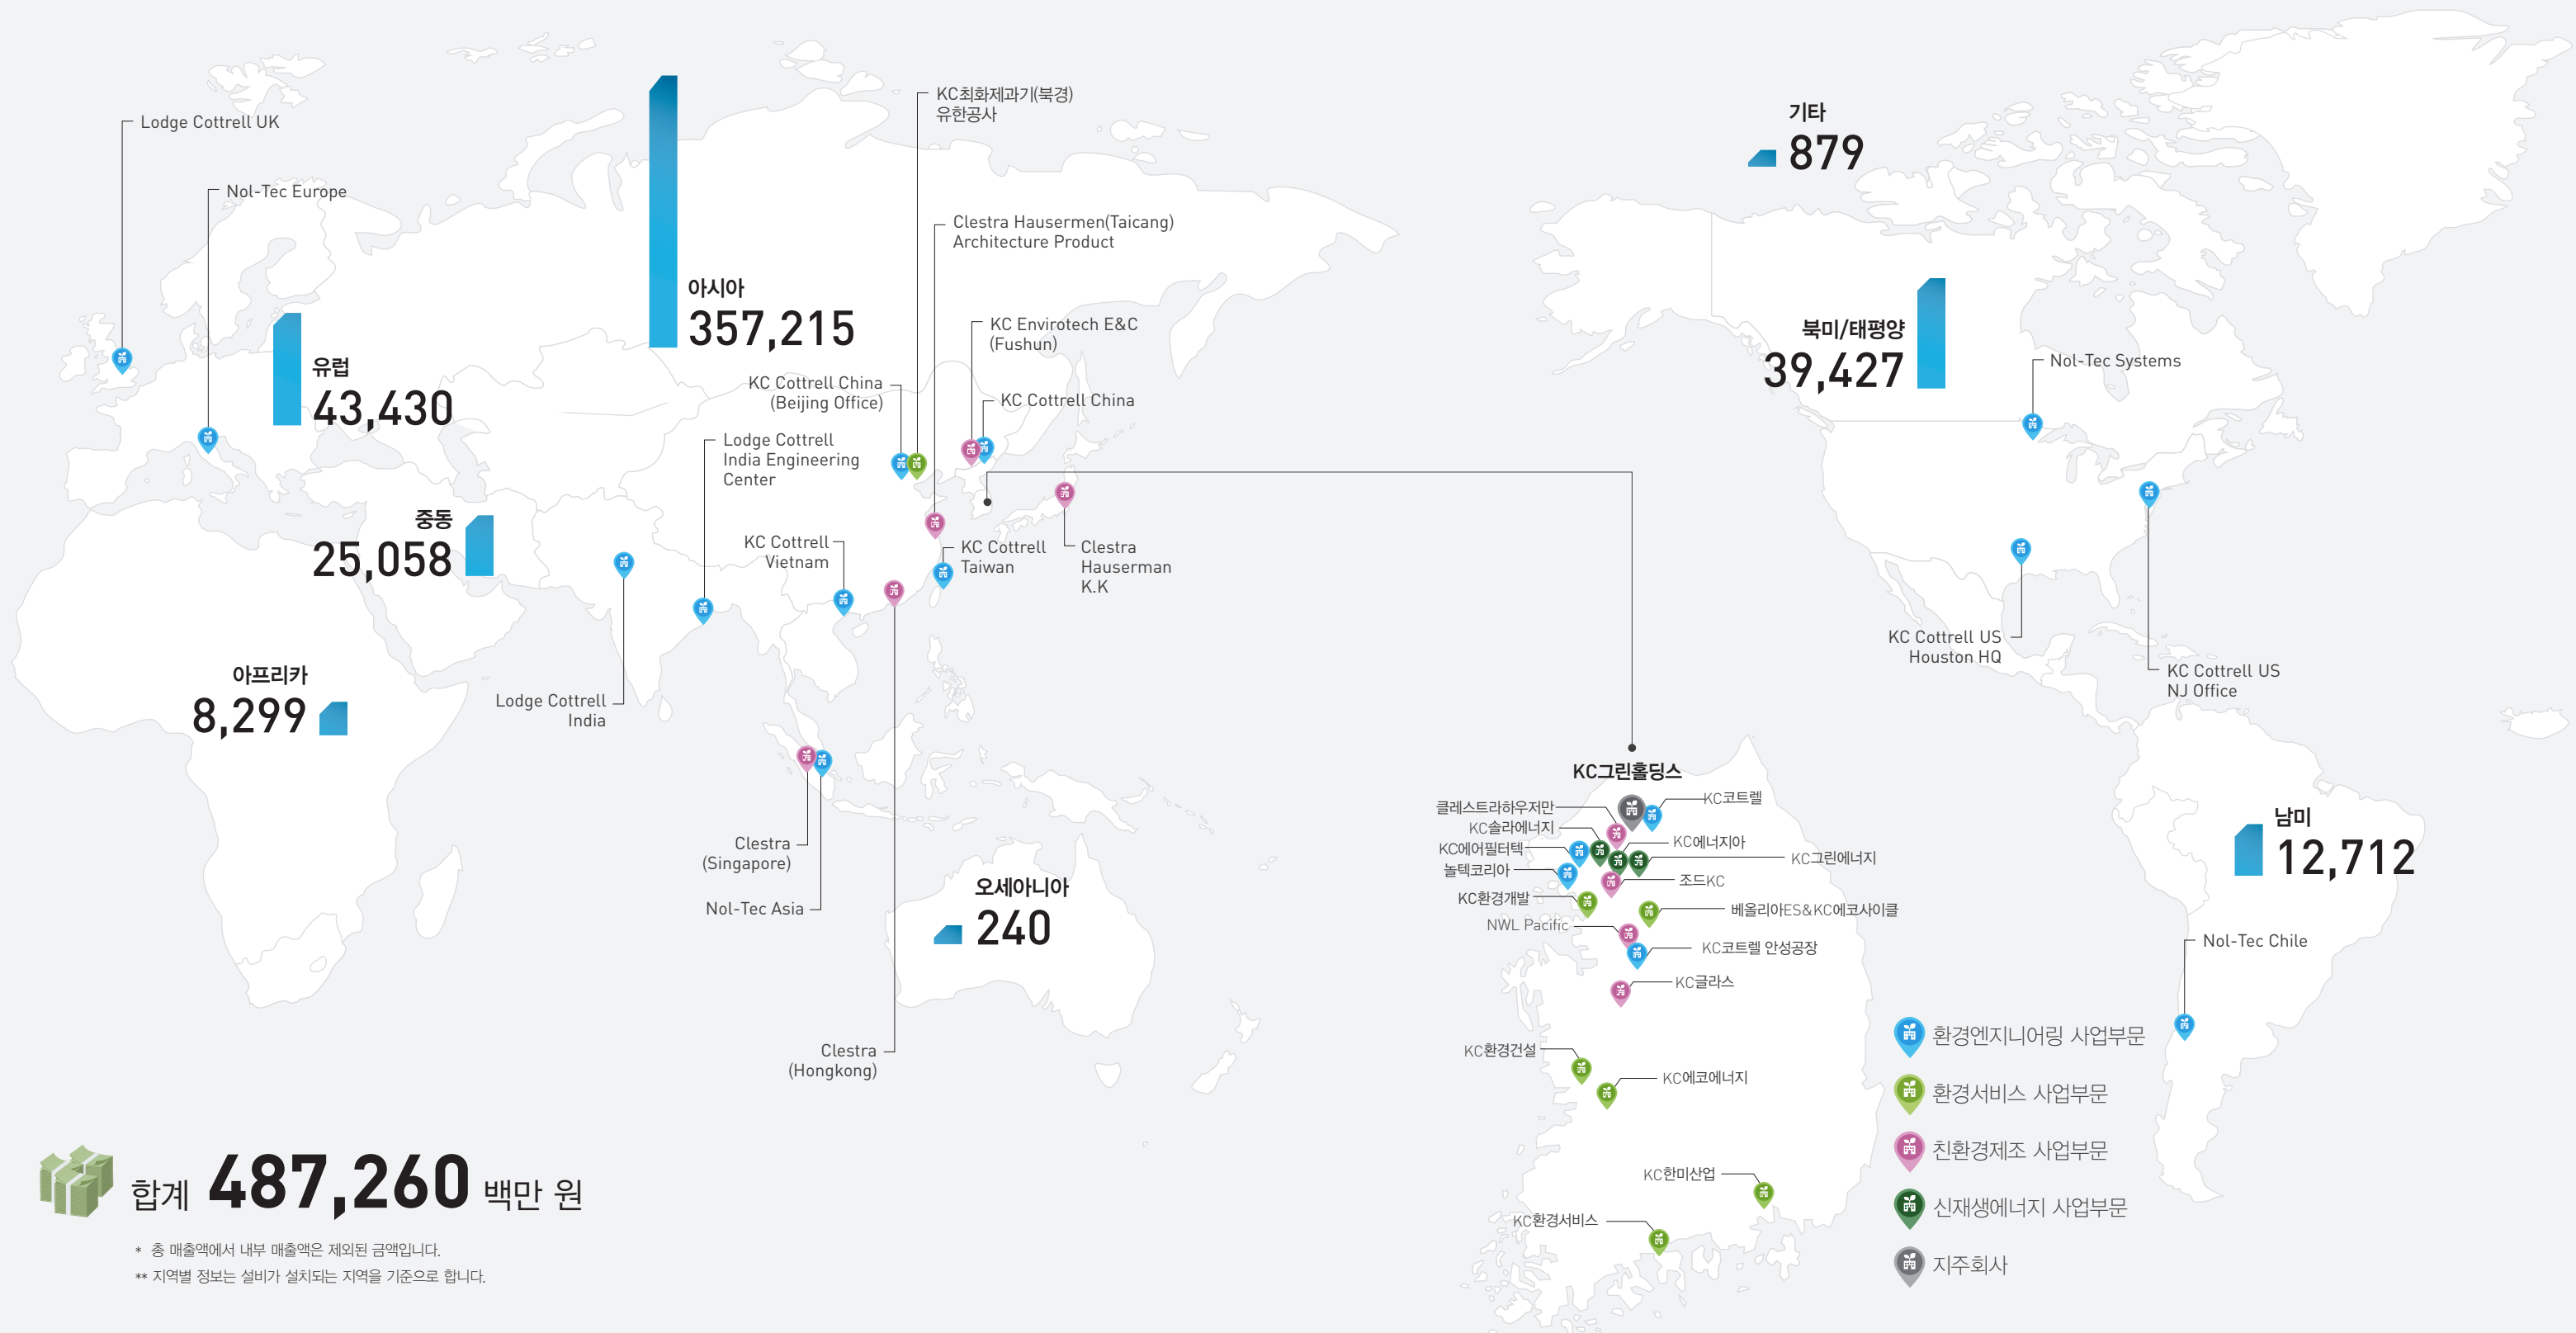 Lodge Cottrell UK
Nol-Tec Europe
유럽
43,430
아시아
357,215
KC최화제과기(북경)
유한공사
Clestra Hausermen(Taicang)
Architecture Product
KC Envirotech E&C
(Fushun)
KC Cottrell China
(Beijing Office)
KC Cottrell China
Lodge Cottrell
India Engineering
Center
중동
25,058
KC Cottrell
Vietnam
KC Cottrell
Taiwan
Clestra
Hauserman
K.K
아프리카
8,299
Lodge Cottrell
India
Clestra
(Singapore)
Nol-Tec Asia
오세아니아
240
Clestra
(Hongkong)
기타
879
북미/태평양
39,427
Nol-Tec Systems
KC Cottrell US
Houston HQ
KC Cottrell US
NJ Office
남미
12,712
Nol-Tec Chile
KC그린홀딩스
클레스트라하우저만
KC코트렐
KC솔라에너지
KC에너지아
KC에어필터텍
KC그린에너지
놀텍코리아
조드KC
KC환경개발
베올리아ES&KC에코사이클
NWL Pacific
KC코트렐 안성공장
KC글라스
KC환경건설
KC에코에너지
KC한미산업
KC환경서비스
환경엔지니어링 사업부문
환경서비스 사업부문
친환경제조 사업부문
신재생에너지 사업부문
지주회사
합계 487,260 백만 원
* 총 매출액에서 내부 매출액은 제외된 금액입니다.
** 지역별 정보는 설비가 설치되는 지역을 기준으로 합니다.